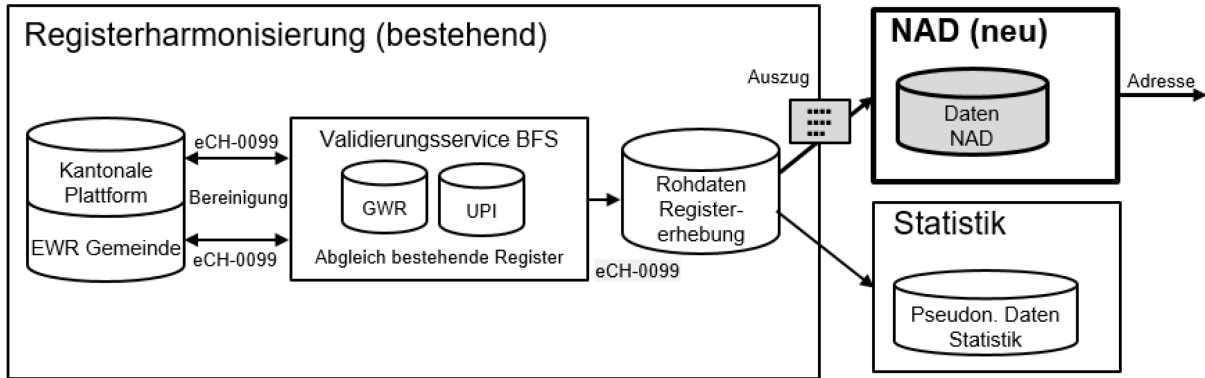 Registerharmonisierung (bestehend)
Kantonale
Plattform
EWR Gemeinde
eCH-0099
Bereinigung
eCH-0099
Validierungsservice BFS
GWR
UPI
Abgleich bestehende Register
eCH-0099
Rohdaten
Register-
erhebung
Auszug
NAD (neu)
Daten
NAD
Adresse
Statistik
Pseudon. Daten
Statistik